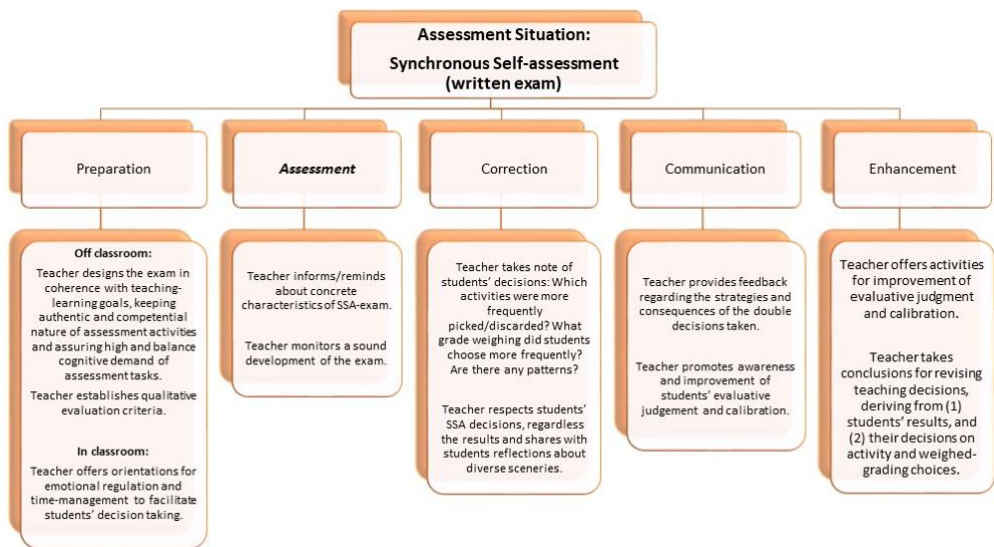 Assessment Situation:
Synchronous Self-assessment
(written exam)
Preparation
Off classroom:
Teacher designs the exam in
coherence with teaching-
learning goals, keeping
authentic and competential
nature of assessment activities
and assuring high and balance
cognitive demand of
assessment tasks.
Teacher establishes qualitative
evaluation criteria.
In classroom:
Teacher offers orientations for
emotional regulation and
time-management to facilitate
students' decision taking.
Assessment
Teacher informs/reminds
about concrete
characteristics of SSA-exam.
Teacher monitors a sound
development of the exam.
Correction
Teacher takes note of
students' decisions: Which
activities were more
frequently
picked/discarded? What
grade weighing did students
choose more frequently?
Are there any patterns?
Teacher respects students'
SSA decisions, regardless
the results and shares with
students reflections about
diverse sceneries.
Communication
Teacher provides feedback
regarding the strategies and
consequences of the double
decisions taken.
Teacher promotes awareness
and improvement of
students' evaluative
judgement and calibration.
Enhancement
Teacher offers activities
for improvement of
evaluative judgment
and calibration.
Teacher takes
conclusions for revising
teaching decisions,
deriving from (1)
students' results, and
(2) their decisions on
activity and weighed-
grading choices.